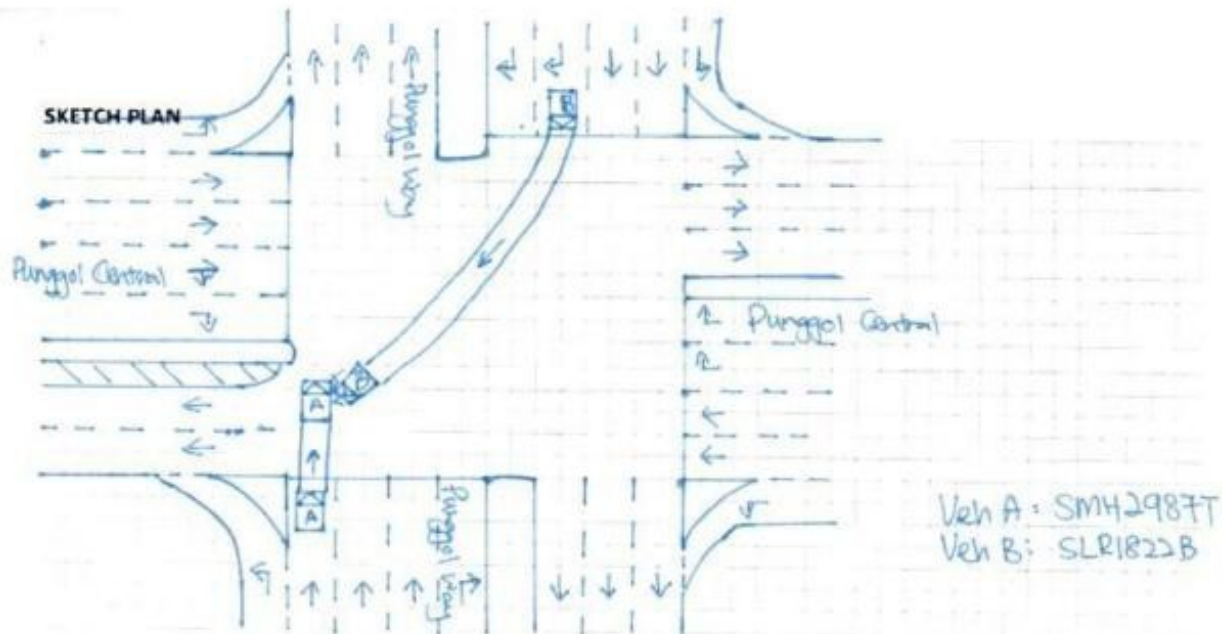 SKETCH PLAN
Punggol Way
Punggol Central
Punggol Central
B
B
A
A
Punggol Way
Veh A: SMH2987T
Veh B: SLR1822B